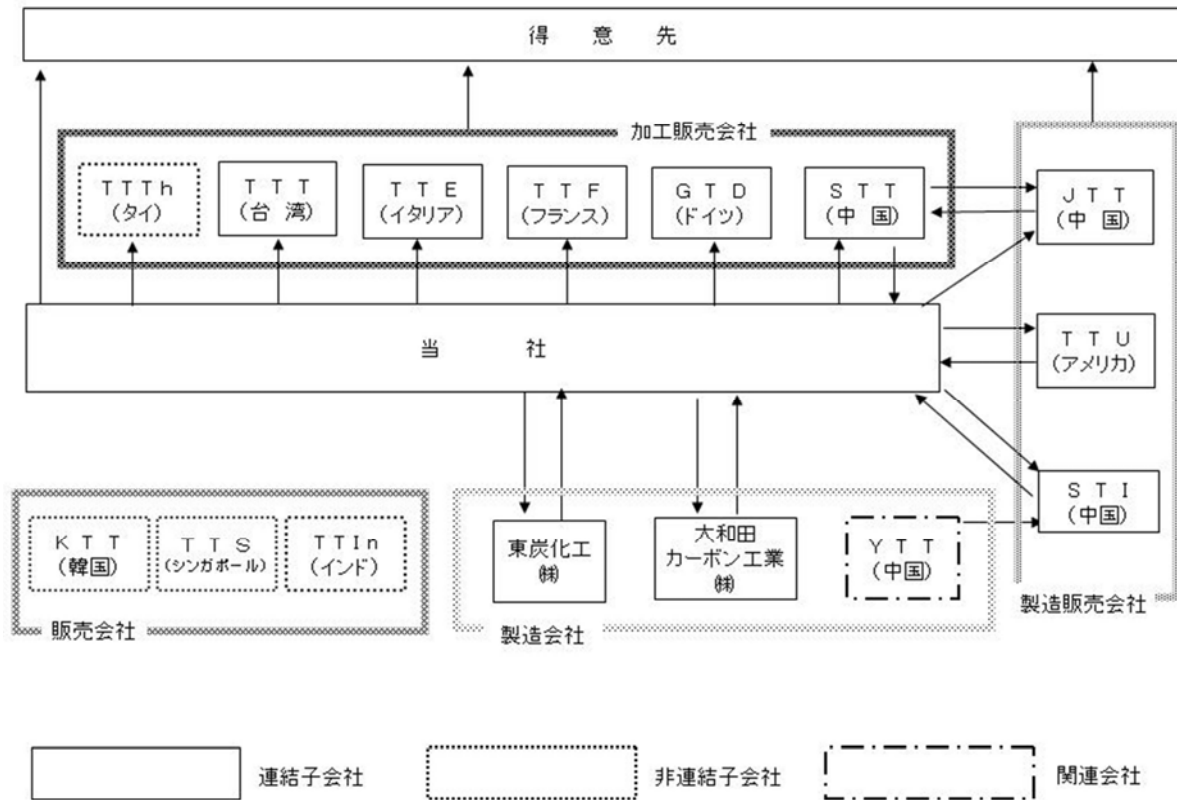 得 意 先
加工販売会社
ＴＴＴｈ
（タイ）
ＴＴＴ
（台 湾）
ＴＴＥ
（イタリア）
ＴＴＦ
（フランス）
ＧＴＤ
（ドイツ）
ＳＴＴ
（中 国）
ＪＴＴ
（中 国）
当 社
ＴＴＵ
（アメリカ）
ＳＴＩ
（中国）
ＫＴＴ
（韓国）
ＴＴＳ
（シンガポール）
ＴＴＩｎ
（インド）
東炭化工
㈱
大和田
カーボン工業
㈱
ＹＴＴ
（中国）
販売会社
製造会社
製造販売会社
連結子会社
非連結子会社
関連会社